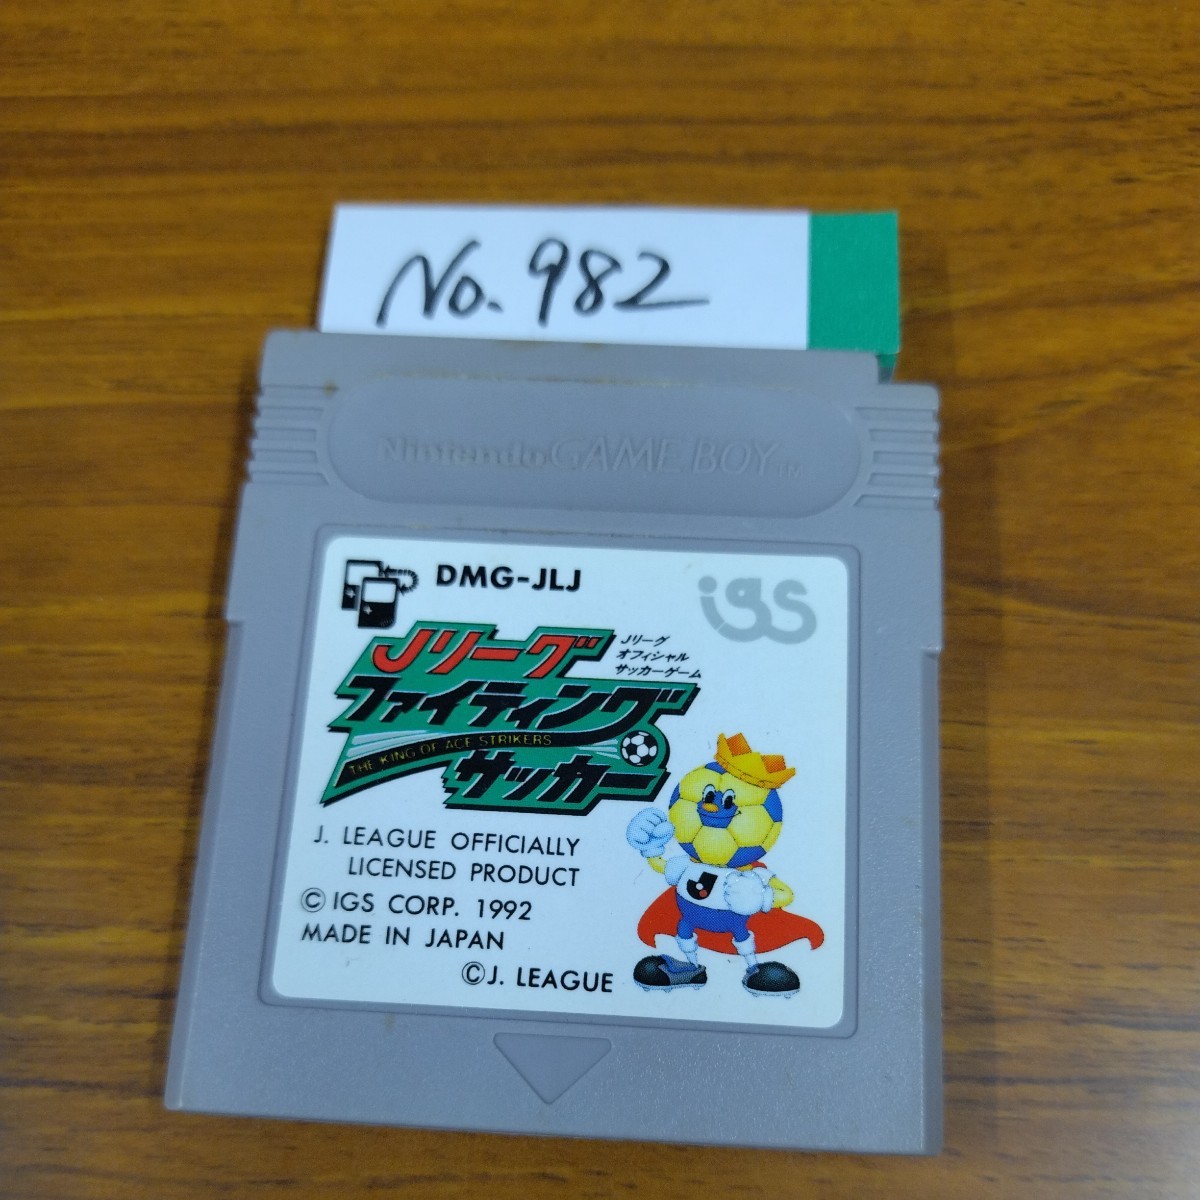 No. 982
Nintendo GAME BOY TM
DMG-JLJ
igs
Jリーグ
オフィシャル
サッカーゲーム
Jリーグ
ファイティング
サッカー
THE KING OF ACE STRIKERS
J. LEAGUE OFFICIALLY
LICENSED PRODUCT
© IGS CORP. 1992
MADE IN JAPAN
© J. LEAGUE